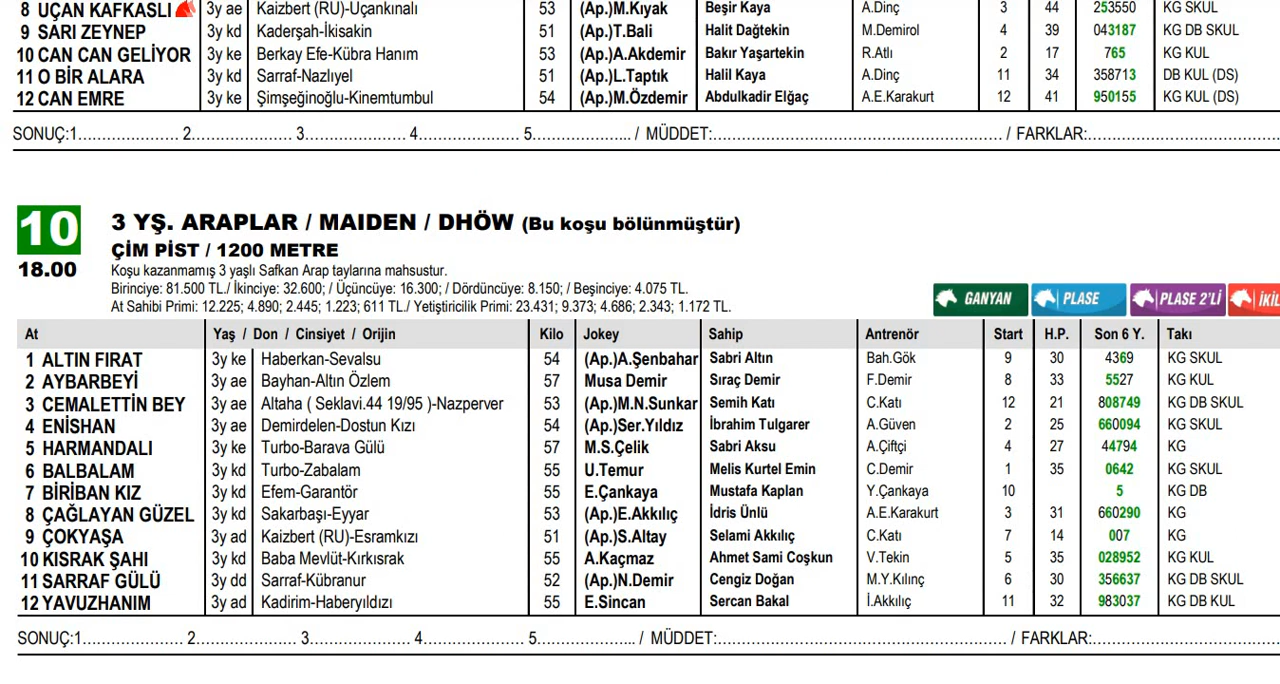 8 UÇAN KAFKASLI 3y ae Kaizbert (RU)-Uçankınalı 53 (Ap.)M.Kıyak Beşir Kaya A.Dinç 3 44 253550 KG SKUL
9 SARI ZEYNEP 3y kd Kaderşah-İkisakin 51 (Ap.)T.Bali Halit Dağtekin M.Demirol 4 39 043187 KG DB SKUL
10 CAN CAN GELİYOR 3y ke Berkay Efe-Kübra Hanım 54 (Ap.)A.Akdemir Bakır Yaşartekin R.Atlı 2 17 765 KG KUL
11 O BİR ALARA 3y kd Sarraf-Nazlıyel 51 (Ap.)L.Taptık Halil Kaya A.Dinç 11 34 358713 DB KUL (DS)
12 CAN EMRE 3y ke Şimşeğinoğlu-Kinemtumbul 54 (Ap.)M.Özdemir Abdulkadir Elğaç A.E.Karakurt 12 41 950155 KG KUL (DS)
SONUÇ:1..................... 2..................... 3..................... 4..................... 5..................... / MÜDDET:............................................................ / FARKLAR:........................................
10 3 YŞ. ARAPLAR / MAIDEN / DHÖW (Bu koşu bölünmüştür)
ÇİM PİST / 1200 METRE
18.00 Koşu kazanmamış 3 yaşlı Safkan Arap taylarına mahsustur.
Birinciye: 81.500 TL./ İkinciye: 32.600; / Üçüncüye: 16.300; / Dördüncüye: 8.150; / Beşinciye: 4.075 TL.
At Sahibi Primi: 12.225; 4.890; 2.445; 1.223; 611 TL./ Yetiştiricilik Primi: 23.431; 9.373; 4.686; 2.343; 1.172 TL.
GANYAN PLASE PLASE 2'Lİ İKİL
At Yaş / Don / Cinsiyet / Orijin Kilo Jokey Sahip Antrenör Start H.P. Son 6 Y. Takı
1 ALTIN FIRAT 3y ke Haberkan-Sevalsu 54 (Ap.)A.Şenbahar Sabri Altın Bah.Gök 9 30 4369 KG SKUL
2 AYBARBEYİ 3y ae Bayhan-Altın Özlem 57 Musa Demir Sıraç Demir F.Demir 8 33 5527 KG KUL
3 CEMALETTİN BEY 3y ae Altaha ( Seklavi.44 19/95 )-Nazperver 53 (Ap.)M.N.Sunkar Semih Katı C.Katı 12 21 808749 KG DB SKUL
4 ENİSHAN 3y ae Demirdelen-Dostun Kızı 54 (Ap.)Ser.Yıldız İbrahim Tulgarer A.Güven 2 25 660094 KG SKUL
5 HARMANDALI 3y ke Turbo-Barava Gülü 57 M.S.Çelik Sabri Aksu A.Çiftçi 4 27 44794 KG
6 BALBALAM 3y kd Turbo-Zabalam 55 U.Temur Melis Kurtel Emin C.Demir 1 35 0642 KG SKUL
7 BİRİBAN KIZ 3y kd Efem-Garantör 55 E.Çankaya Mustafa Kaplan Y.Çankaya 10 5 KG DB
8 ÇAĞLAYAN GÜZEL 3y kd Sakarbaşı-Eyyar 53 (Ap.)E.Akkılıç İdris Ünlü A.E.Karakurt 3 31 660290 KG
9 ÇOKYAŞA 3y ad Kaizbert (RU)-Esramkızı 51 (Ap.)S.Altay Selami Akkılıç C.Katı 7 14 007 KG
10 KISRAK ŞAHI 3y kd Baba Mevlüt-Kırkısrak 55 A.Kaçmaz Ahmet Sami Coşkun V.Tekin 5 35 028952 KG KUL
11 SARRAF GÜLÜ 3y dd Sarraf-Kübranur 52 (Ap.)N.Demir Cengiz Doğan M.Y.Kılınç 6 30 356637 KG DB SKUL
12 YAVUZHANIM 3y ad Kadirim-Haberyıldızı 55 E.Sincan Sercan Bakal İ.Akkılıç 11 32 983037 KG DB KUL
SONUÇ:1..................... 2..................... 3..................... 4..................... 5..................... / MÜDDET:............................................................ / FARKLAR:........................................